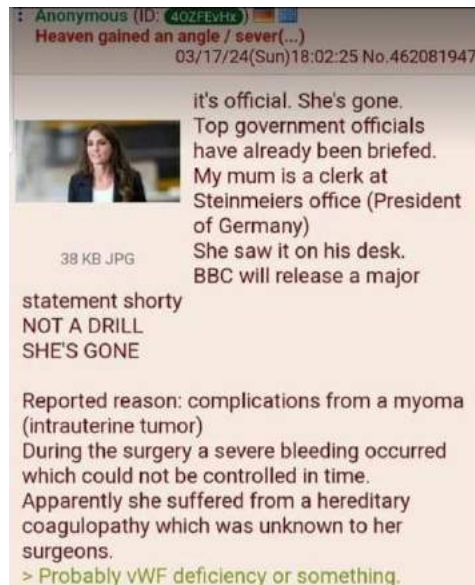 Anonymous (ID: 4OZFEvHx)
Heaven gained an angle / sever(...)
03/17/24(Sun)18:02:25 No.462081947
it's official. She's gone.
Top government officials
have already been briefed.
My mum is a clerk at
Steinmeiers office (President
of Germany)
She saw it on his desk.
38 KB JPG
BBC will release a major
statement shorty
NOT A DRILL
SHE'S GONE
Reported reason: complications from a myoma
(intrauterine tumor)
During the surgery a severe bleeding occurred
which could not be controlled in time.
Apparently she suffered from a hereditary
coagulopathy which was unknown to her
surgeons.
> Probably vWF deficiency or something.